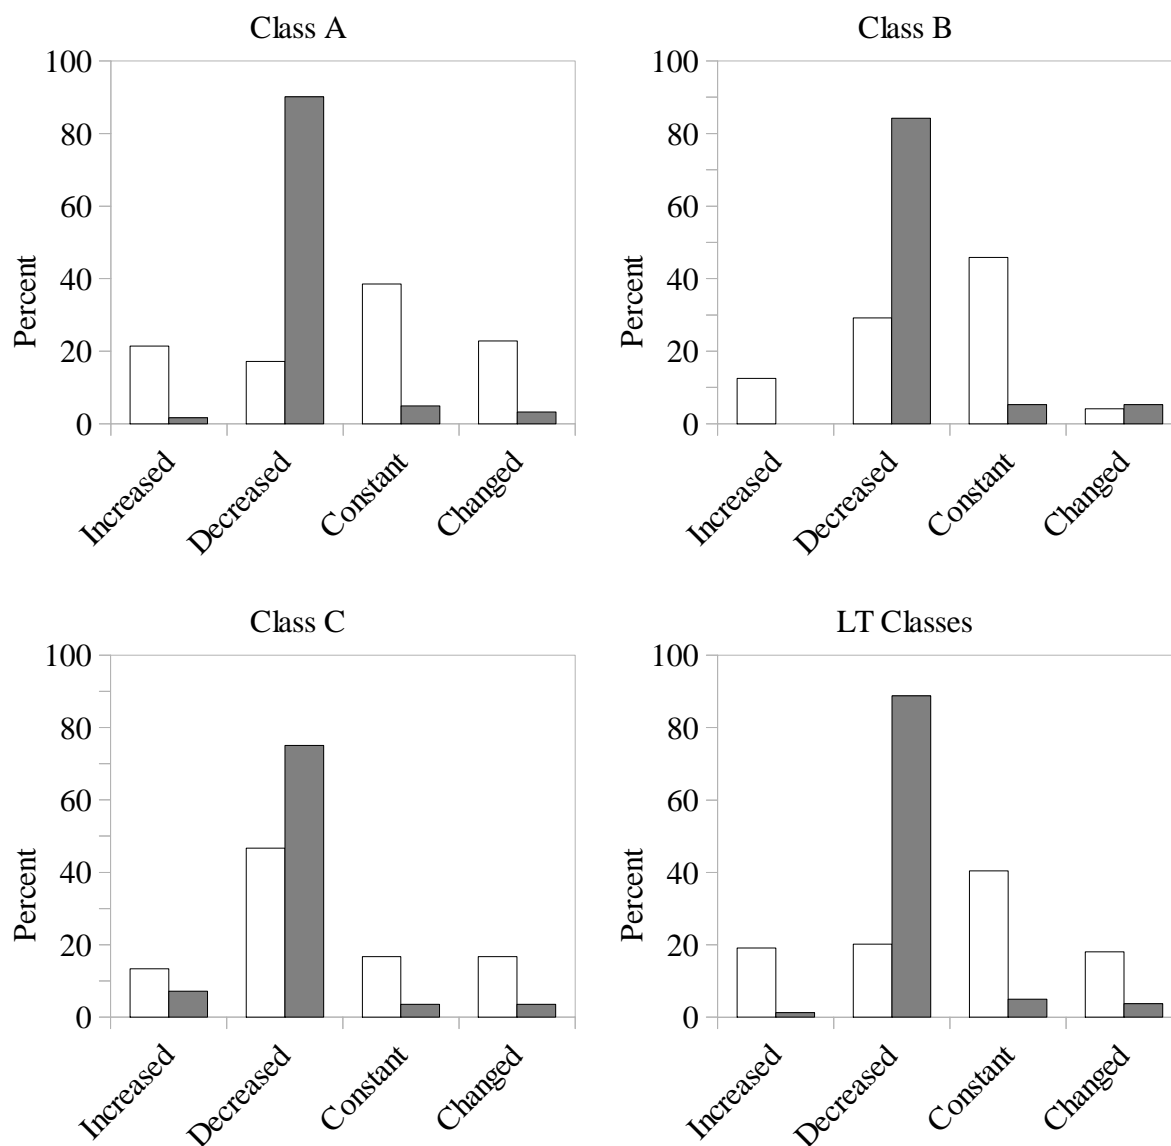 Class A
Percent
100
80
60
40
20
0
Increased
Decreased
Constant
Changed
Class B
Percent
100
80
60
40
20
0
Increased
Decreased
Constant
Changed
Class C
Percent
100
80
60
40
20
0
Increased
Decreased
Constant
Changed
LT Classes
Percent
100
80
60
40
20
0
Increased
Decreased
Constant
Changed